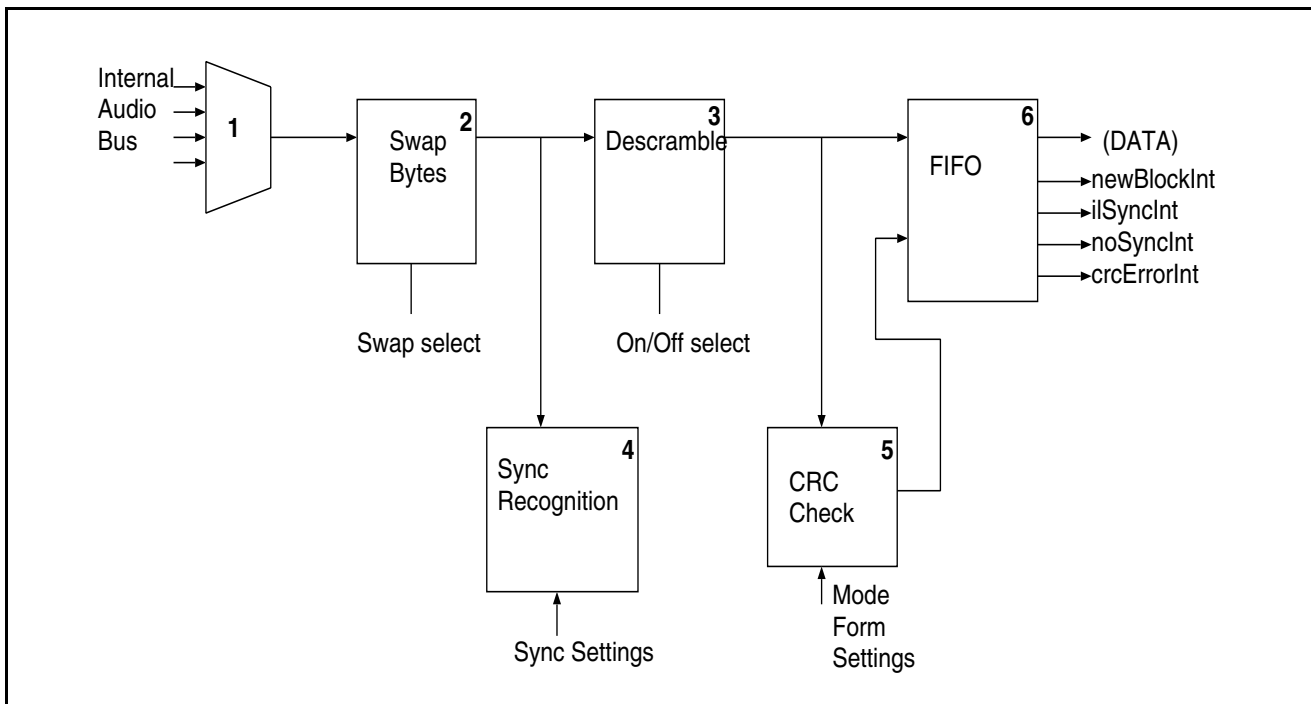 Internal
Audio
Bus
1
2
Swap
Bytes
Swap select
3
Descramble
On/Off select
6
FIFO
(DATA)
newBlockInt
ilSyncInt
noSyncInt
crcErrorInt
4
Sync
Recognition
Sync Settings
5
CRC
Check
Mode
Form
Settings